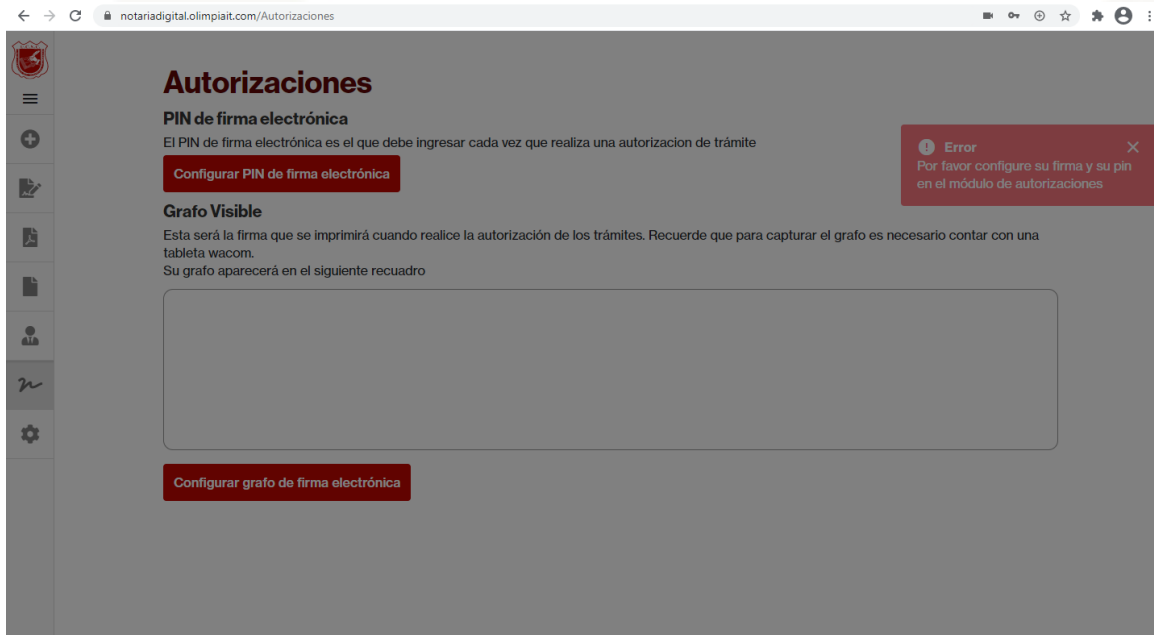 notariadigital.olimpiait.com/Autorizaciones
Autorizaciones
PIN de firma electrónica
El PIN de firma electrónica es el que debe ingresar cada vez que realiza una autorizacion de trámite
Configurar PIN de firma electrónica
Error
Por favor configure su firma y su pin
en el módulo de autorizaciones
Grafo Visible
Esta será la firma que se imprimirá cuando realice la autorización de los trámites. Recuerde que para capturar el grafo es necesario contar con una
tableta wacom.
Su grafo aparecerá en el siguiente recuadro
Configurar grafo de firma electrónica